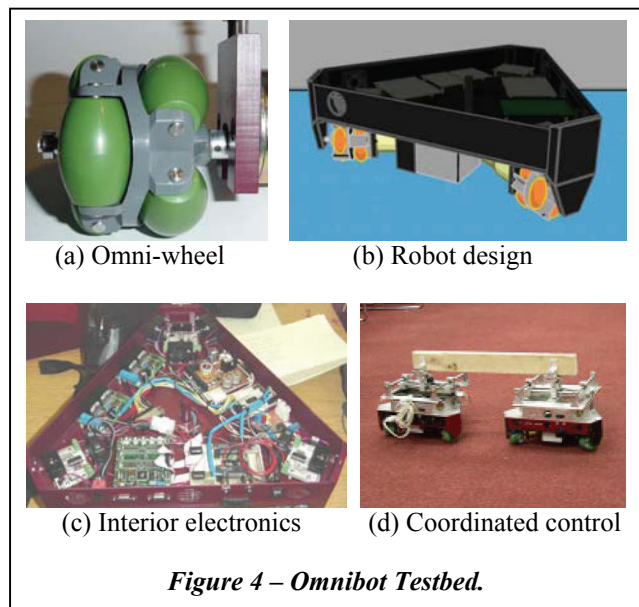 (a) Omni-wheel
(b) Robot design
(c) Interior electronics
(d) Coordinated control
Figure 4 – Omnibot Testbed.